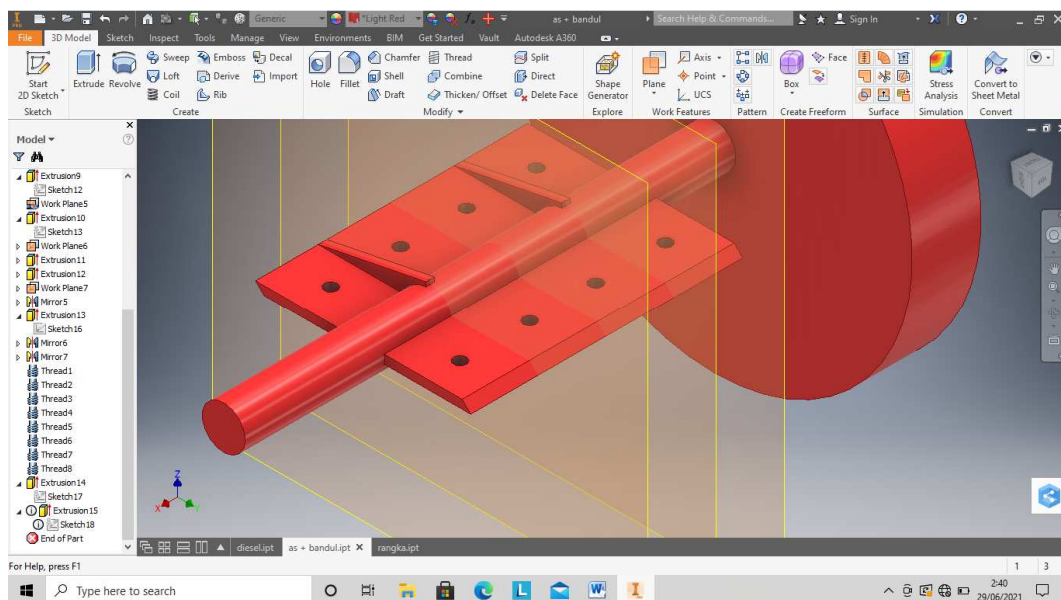 PRO
Generic
"Light Red
as + bandul
Search Help & Commands...
Sign In
File 3D Model Sketch Inspect Tools Manage View Environments BIM Get Started Vault Autodesk A360
Start 2D Sketch
Extrude Revolve
Sweep Emboss Decal
Loft Derive Import
Coil Rib
Hole Fillet
Chamfer Thread Split
Shell Combine Direct
Draft Thicken/ Offset Delete Face
Shape Generator
Plane
Axis
Point
UCS
Box
Face
Stress Analysis
Convert to Sheet Metal
Sketch Create Modify Explore Work Features Pattern Create Freeform Surface Simulation Convert
Model
Extrusion9
Sketch12
Work Plane5
Extrusion10
Sketch13
Work Plane6
Extrusion11
Extrusion12
Work Plane7
Mirror5
Extrusion13
Sketch16
Mirror6
Mirror7
Thread1
Thread2
Thread3
Thread4
Thread5
Thread6
Thread7
Thread8
Extrusion14
Sketch17
Extrusion15
Sketch18
End of Part
Z
X
Y
diesel.ipt as + bandul.ipt rangka.ipt
For Help, press F1
1 3
Type here to search
2:40
29/06/2021